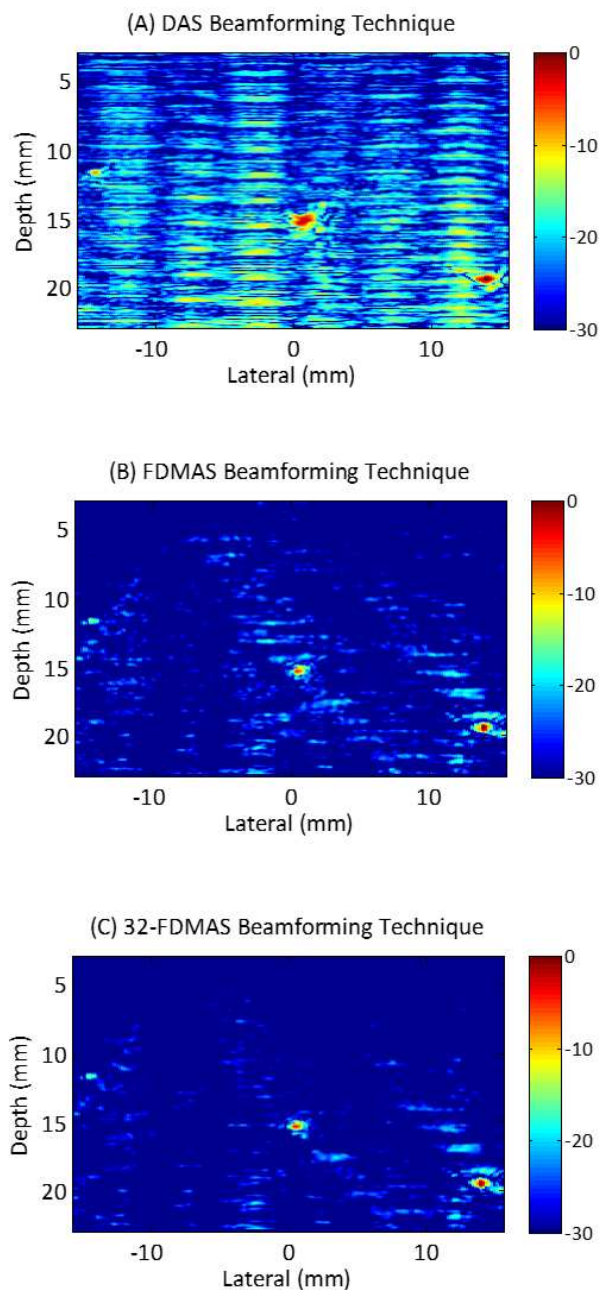 (A) DAS Beamforming Technique
0
5
10
-10
Depth (mm)
15
-20
20
-30
-10 0 10
Lateral (mm)
(B) FDMAS Beamforming Technique
0
5
10
-10
Depth (mm)
15
-20
20
-30
-10 0 10
Lateral (mm)
(C) 32-FDMAS Beamforming Technique
0
5
10
-10
Depth (mm)
15
-20
20
-30
-10 0 10
Lateral (mm)